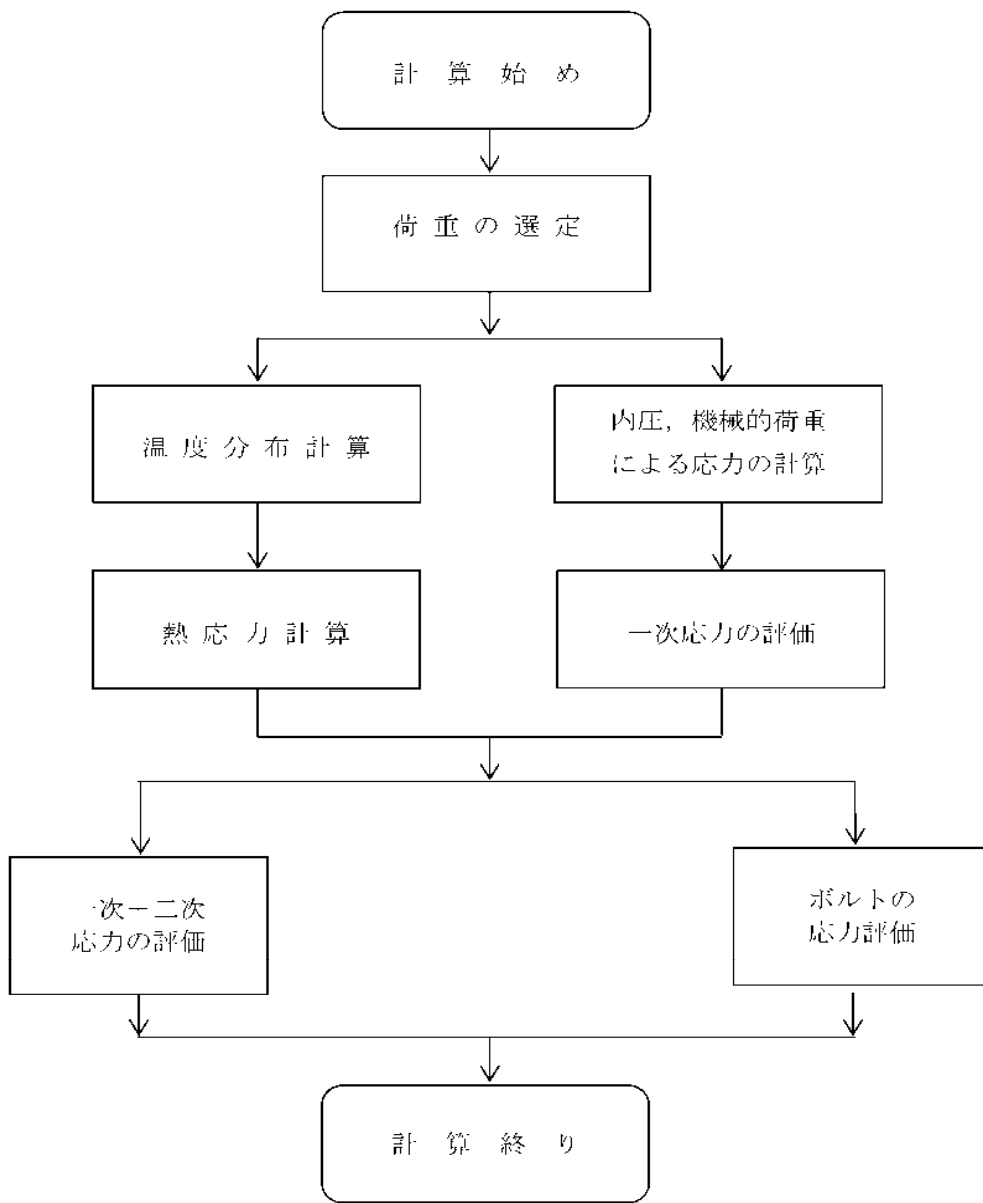 計算始め
荷重の選定
温度分布計算
内圧，機械的荷重
による応力の計算
熱応力計算
一次応力の評価
一次＋二次
応力の評価
ボルトの
応力評価
計算終り